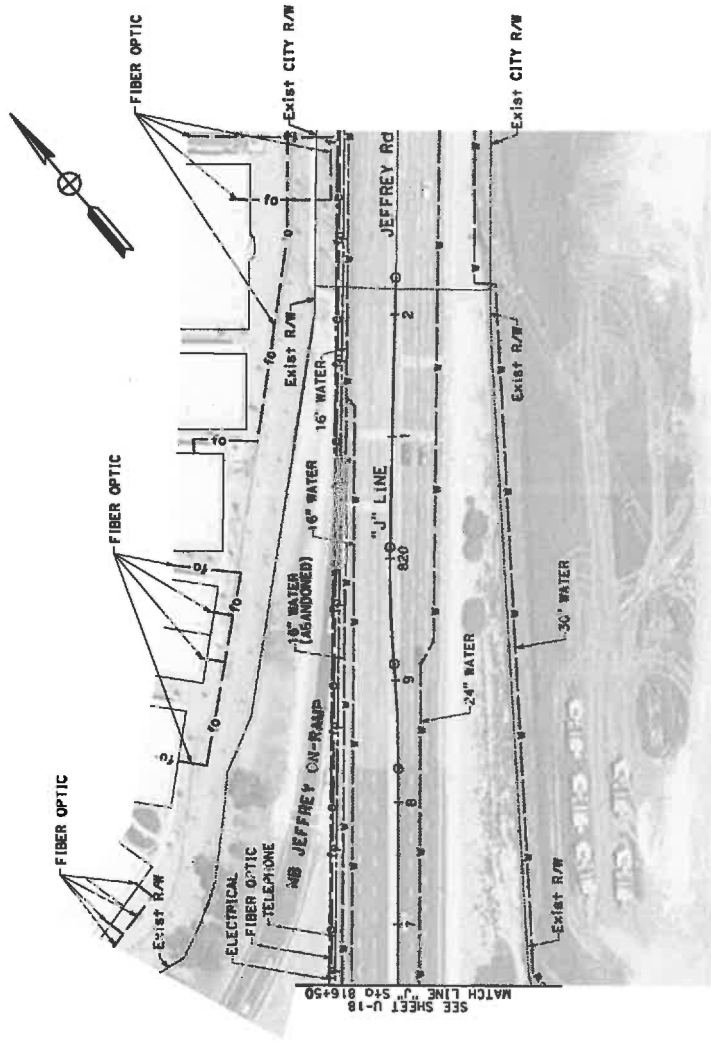 FIBER OPTIC
FIBER OPTIC
FIBER OPTIC
fo
fo
fo
fo
fo
fo
fo
Exist CITY R/W
Exist CITY R/W
Exist R/W
Exist R/W
Exist R/W
Exist R/W
JEFFREY Rd
"J" LINE
16" WATER
16" WATER
(ABANDONED)
24" WATER
30" WATER
NB JEFFREY ON-RAMP
ELECTRICAL
FIBER OPTIC
TELEPHONE
7
8
9
820
1
2
SEE SHEET U-18
MATCH LINE "J" Sta 816+50